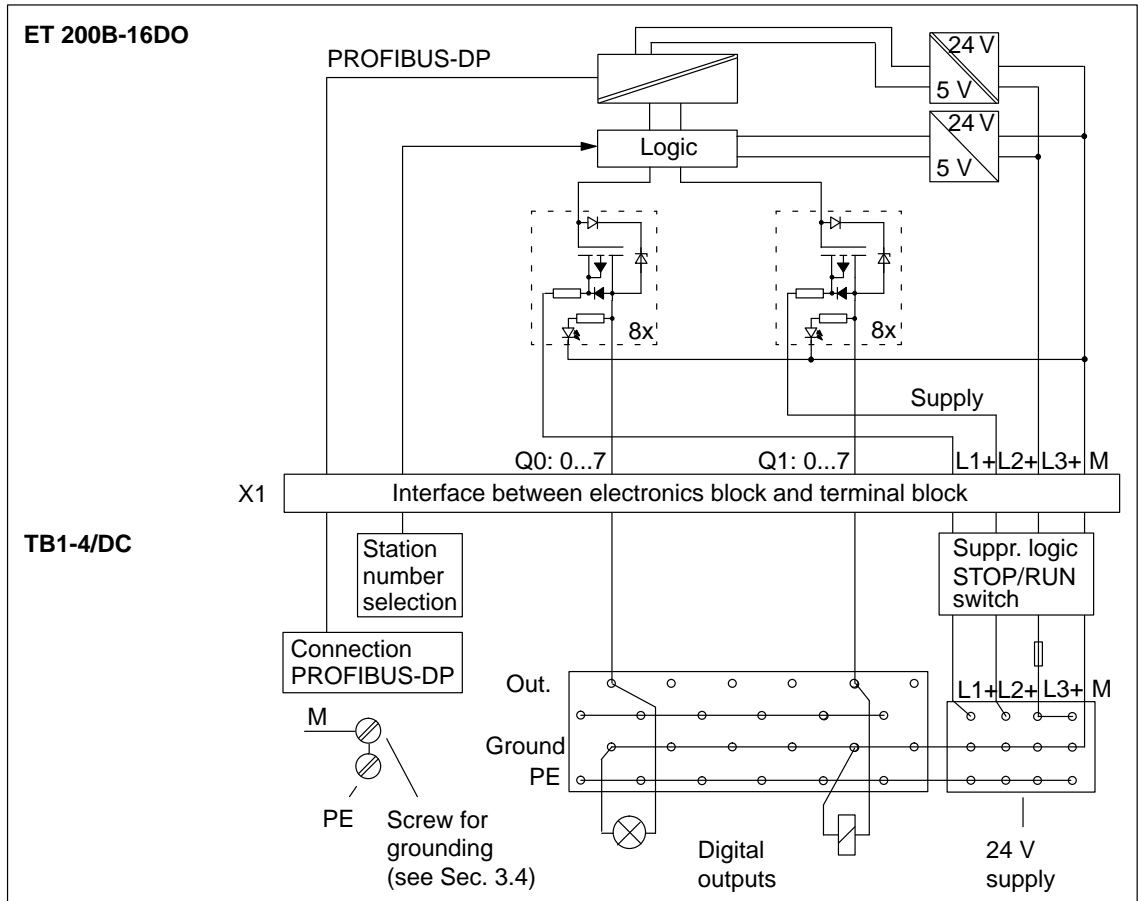 ET 200B-16DO
PROFIBUS-DP
24 V
5 V
24 V
Logic
5 V
8x
8x
Supply
Q0: 0...7
Q1: 0...7
L1+L2+L3+ M
X1
Interface between electronics block and terminal block
TB1-4/DC
Station
number
selection
Suppr. logic
STOP/RUN
switch
Connection
PROFIBUS-DP
Out.
L1+L2+L3+ M
M
Ground
PE
PE
Screw for
grounding
(see Sec. 3.4)
Digital
outputs
24 V
supply